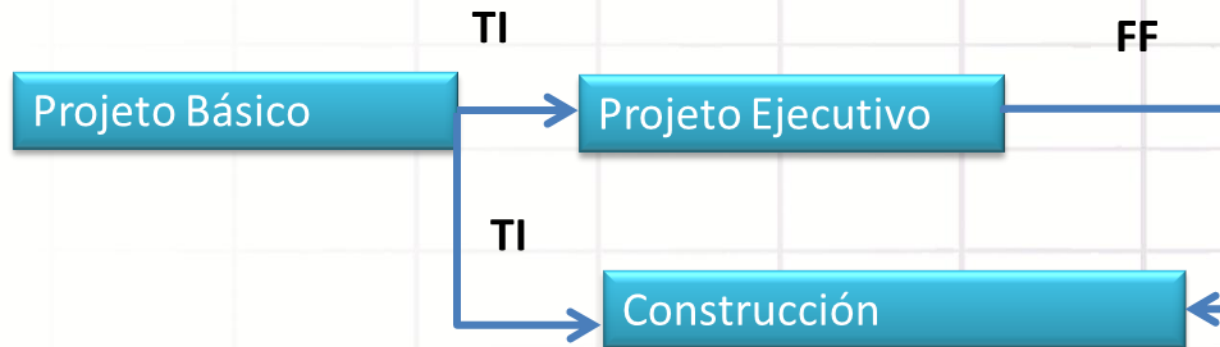 TI
FF
Projeto Básico
Projeto Ejecutivo
TI
Construcción